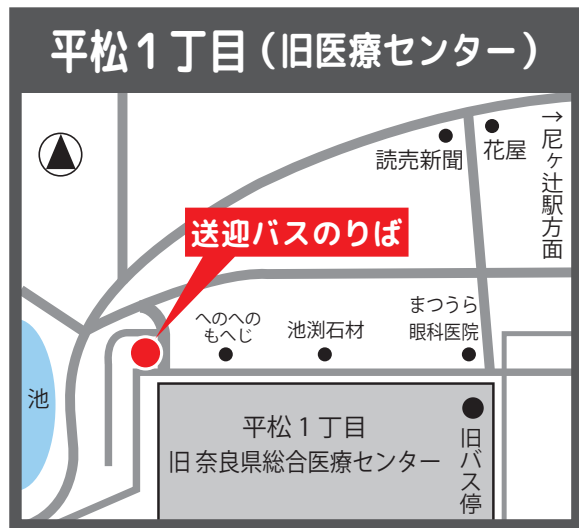 平松1丁目（旧医療センター）
読売新聞
花屋
→尼ヶ辻駅方面
送迎バスのりば
へのへの
もへじ
池渕石材
まつうら
眼科医院
池
平松1丁目
旧奈良県総合医療センター
旧バス停